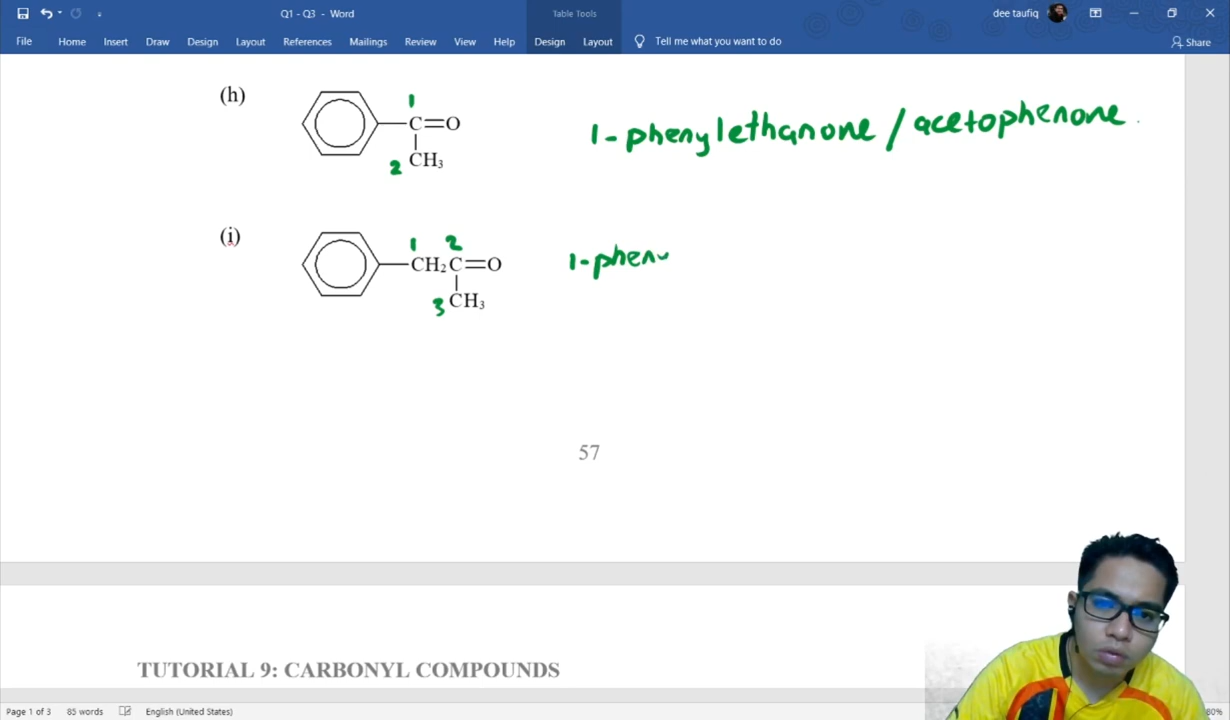 Q1 - Q3 - Word
Table Tools
dee taufiq
File Home Insert Draw Design Layout References Mailings Review View Help Design Layout Tell me what you want to do Share
(h)
1
C=O
CH₃
2
1-phenylethanone / acetophenone
(i)
1 2
CH₂C=O
CH₃
3
1-pheny
57
TUTORIAL 9: CARBONYL COMPOUNDS
Page 1 of 3 85 words English (United States) 80%